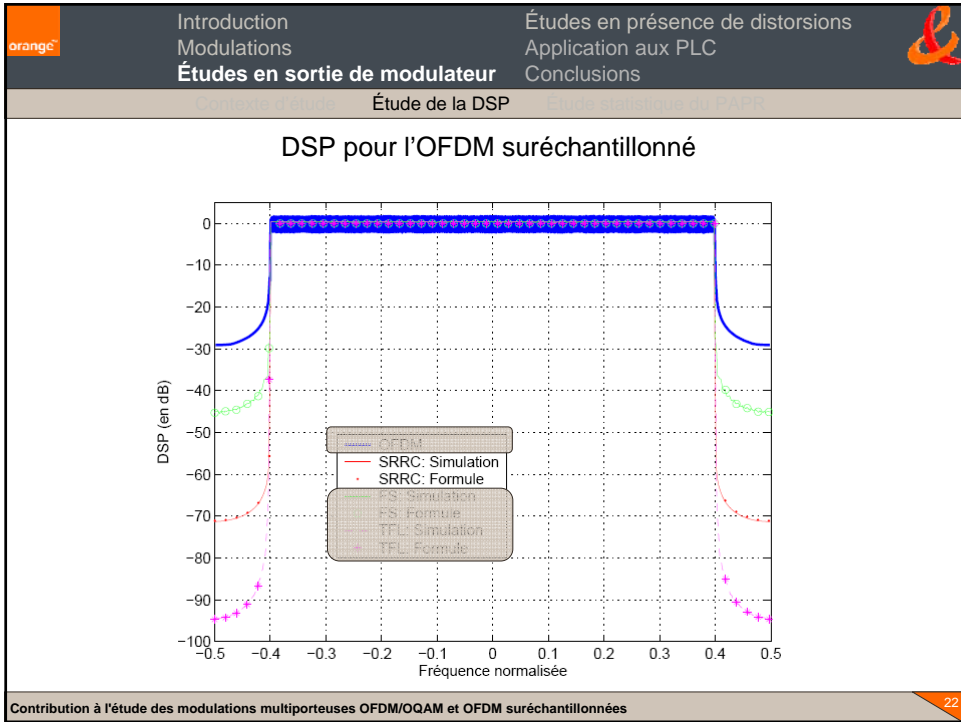 orange™
Introduction
Modulations
Études en sortie de modulateur
Études en présence de distorsions
Application aux PLC
Conclusions
Contexte d'étude Étude de la DSP Étude statistique du PAPR
DSP pour l'OFDM suréchantillonné
DSP (en dB)
0
−10
−20
−30
−40
−50
−60
−70
−80
−90
−100
OFDM
SRRC: Simulation
SRRC: Formule
FS: Simulation
FS: Formule
TFL: Simulation
TFL: Formule
−0.5 −0.4 −0.3 −0.2 −0.1 0 0.1 0.2 0.3 0.4 0.5
Fréquence normalisée
Contribution à l'étude des modulations multiporteuses OFDM/OQAM et OFDM suréchantillonnées
22